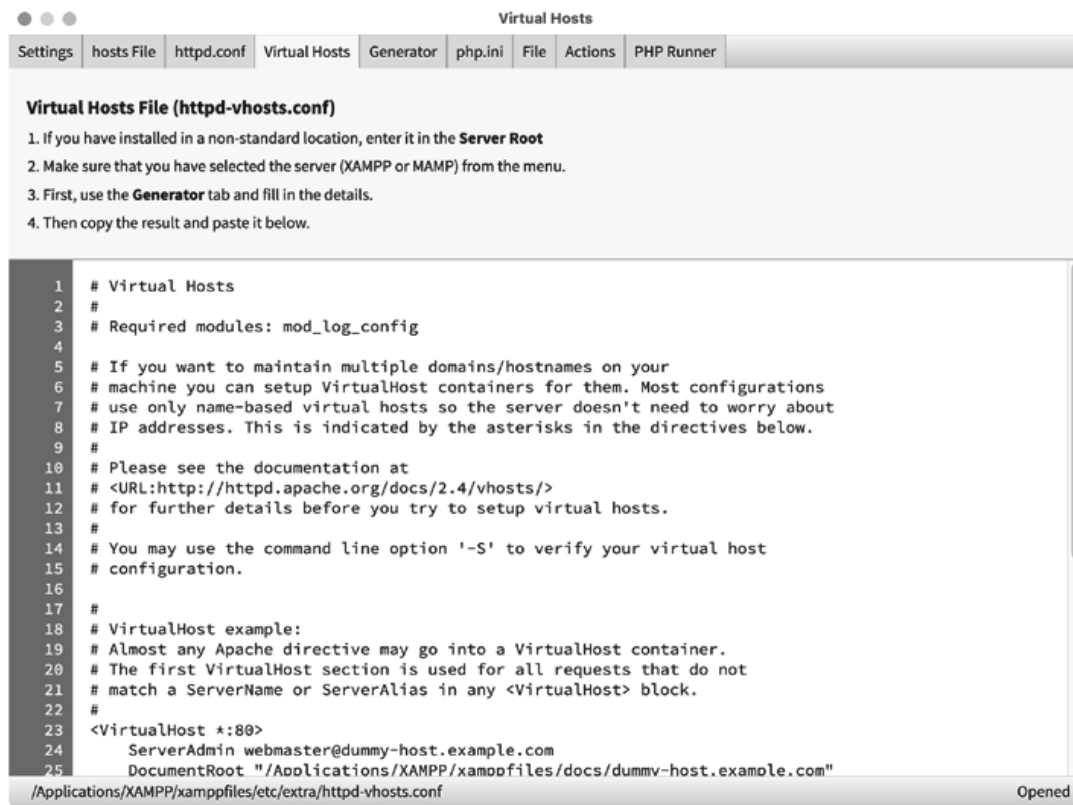 Virtual Hosts
Settings hosts File httpd.conf Virtual Hosts Generator php.ini File Actions PHP Runner
Virtual Hosts File (httpd-vhosts.conf)
1. If you have installed in a non-standard location, enter it in the Server Root
2. Make sure that you have selected the server (XAMPP or MAMP) from the menu.
3. First, use the Generator tab and fill in the details.
4. Then copy the result and paste it below.
1 # Virtual Hosts
2 #
3 # Required modules: mod_log_config
4
5 # If you want to maintain multiple domains/hostnames on your
6 # machine you can setup VirtualHost containers for them. Most configurations
7 # use only name-based virtual hosts so the server doesn't need to worry about
8 # IP addresses. This is indicated by the asterisks in the directives below.
9 #
10 # Please see the documentation at
11 # <URL:http://httpd.apache.org/docs/2.4/vhosts/>
12 # for further details before you try to setup virtual hosts.
13 #
14 # You may use the command line option '-S' to verify your virtual host
15 # configuration.
16
17 #
18 # VirtualHost example:
19 # Almost any Apache directive may go into a VirtualHost container.
20 # The first VirtualHost section is used for all requests that do not
21 # match a ServerName or ServerAlias in any <VirtualHost> block.
22 #
23 <VirtualHost *:80>
24 ServerAdmin webmaster@dummy-host.example.com
25 DocumentRoot "/Applications/XAMPP/xamppfiles/docs/dummy-host.example.com"
/Applications/XAMPP/xamppfiles/etc/extra/httpd-vhosts.conf Opened